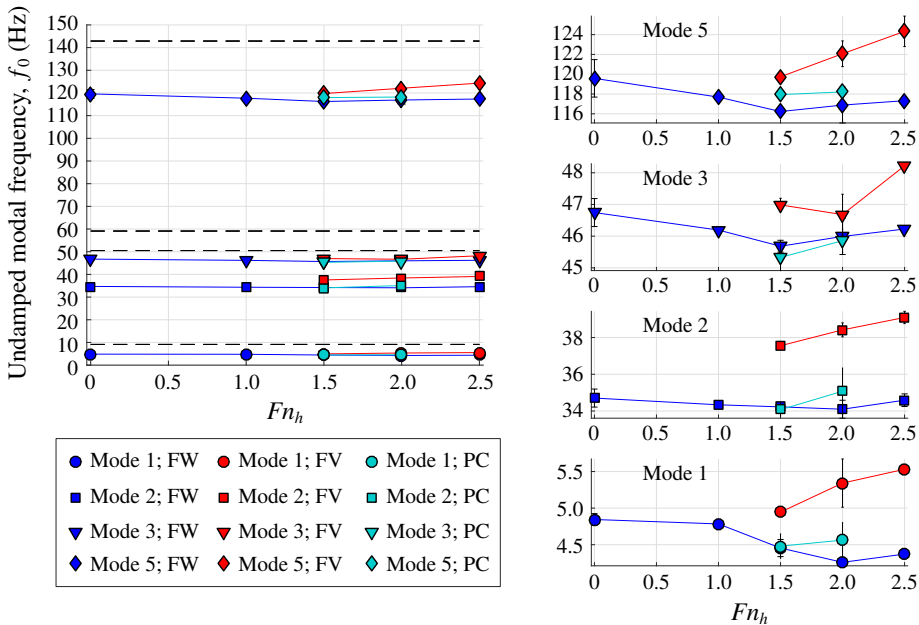 Undamped modal frequency, f₀ (Hz)
150
140
130
120
110
100
90
80
70
60
50
40
30
20
10
0
0 0.5 1.0 1.5 2.0 2.5
Fnₕ
Mode 1; FW Mode 1; FV Mode 1; PC
Mode 2; FW Mode 2; FV Mode 2; PC
Mode 3; FW Mode 3; FV Mode 3; PC
Mode 5; FW Mode 5; FV Mode 5; PC
Mode 5
124
122
120
118
116
0 0.5 1.0 1.5 2.0 2.5
Mode 3
48
47
46
45
0 0.5 1.0 1.5 2.0 2.5
Mode 2
38
36
34
0 0.5 1.0 1.5 2.0 2.5
Mode 1
5.5
5.0
4.5
0 0.5 1.0 1.5 2.0 2.5
Fnₕ